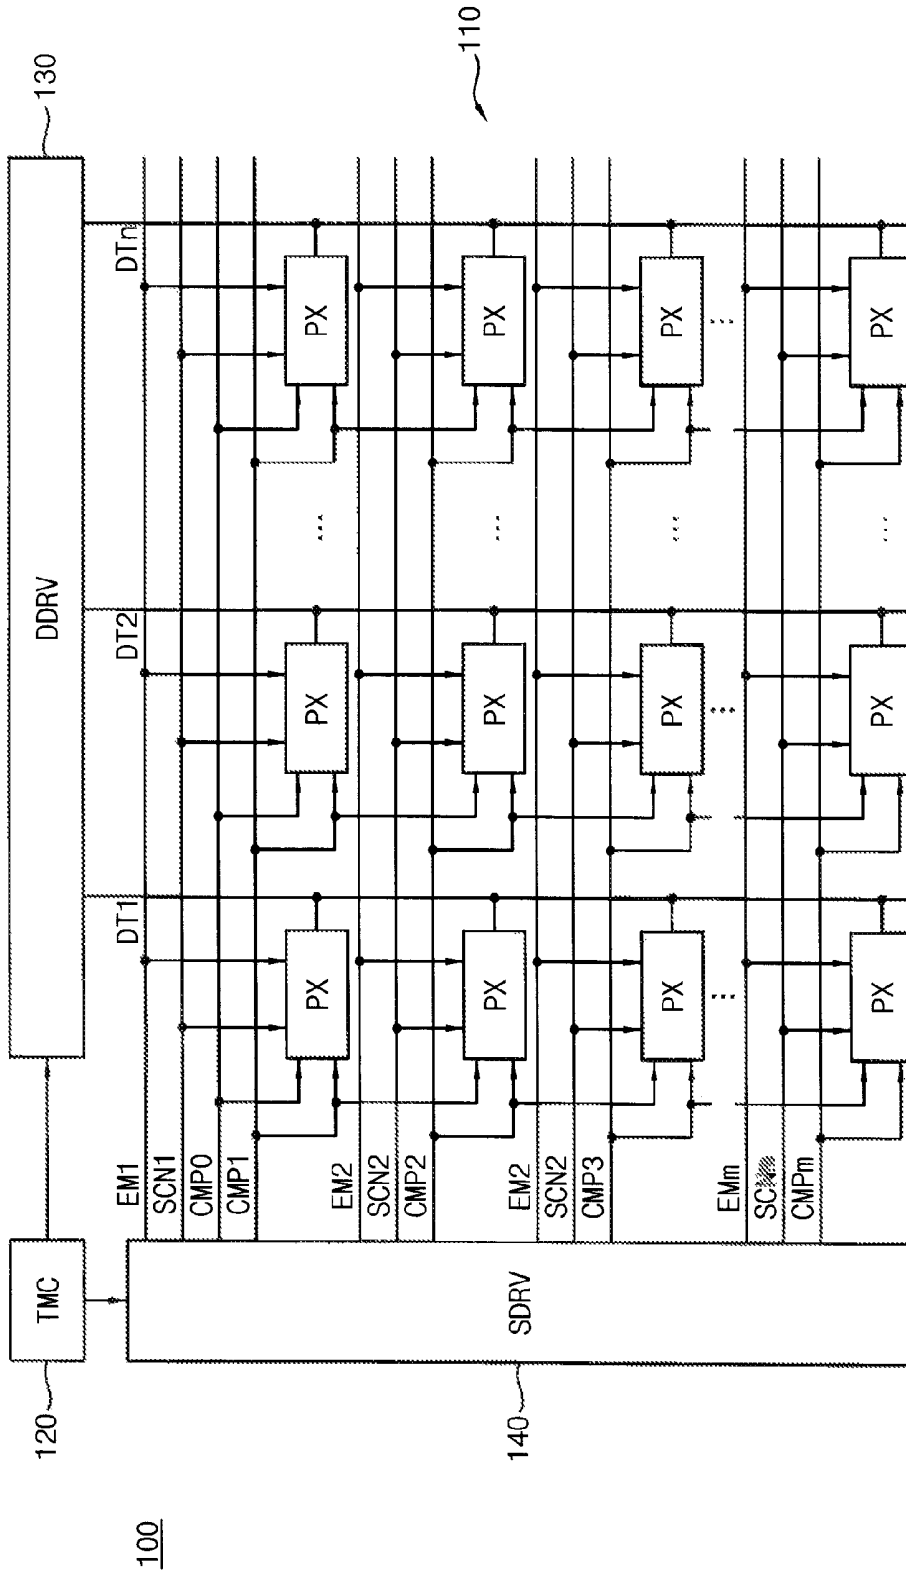 100
120
TMC
DDRV
130
140
SDRV
110
DT1
DT2
DTn
EM1
SCN1
CMP0
CMP1
PX
PX
...
PX
EM2
SCN2
CMP2
PX
PX
...
PX
EM2
SCN2
CMP3
PX
PX
...
PX
...
...
...
EMm
CMPm
PX
PX
...
PX